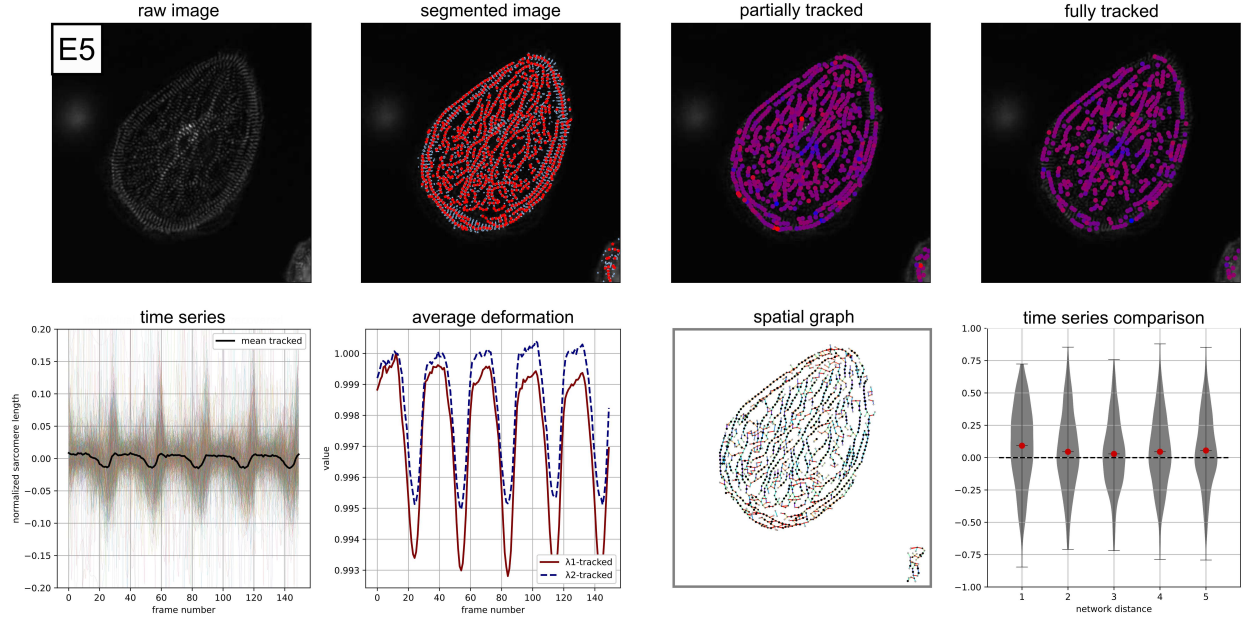 raw image
segmented image
partially tracked
fully tracked
E5
time series
average deformation
spatial graph
time series comparison
normalized sarcomere length
0.20
0.15
0.10
0.05
0.00
−0.05
−0.10
−0.15
−0.20
mean tracked
0 20 40 60 80 100 120 140
frame number
value
1.000
0.999
0.998
0.997
0.996
0.995
0.994
0.993
λ1-tracked
λ2-tracked
0 20 40 60 80 100 120 140
frame number
1.00
0.75
0.50
0.25
0.00
−0.25
−0.50
−0.75
−1.00
1 2 3 4 5
network distance